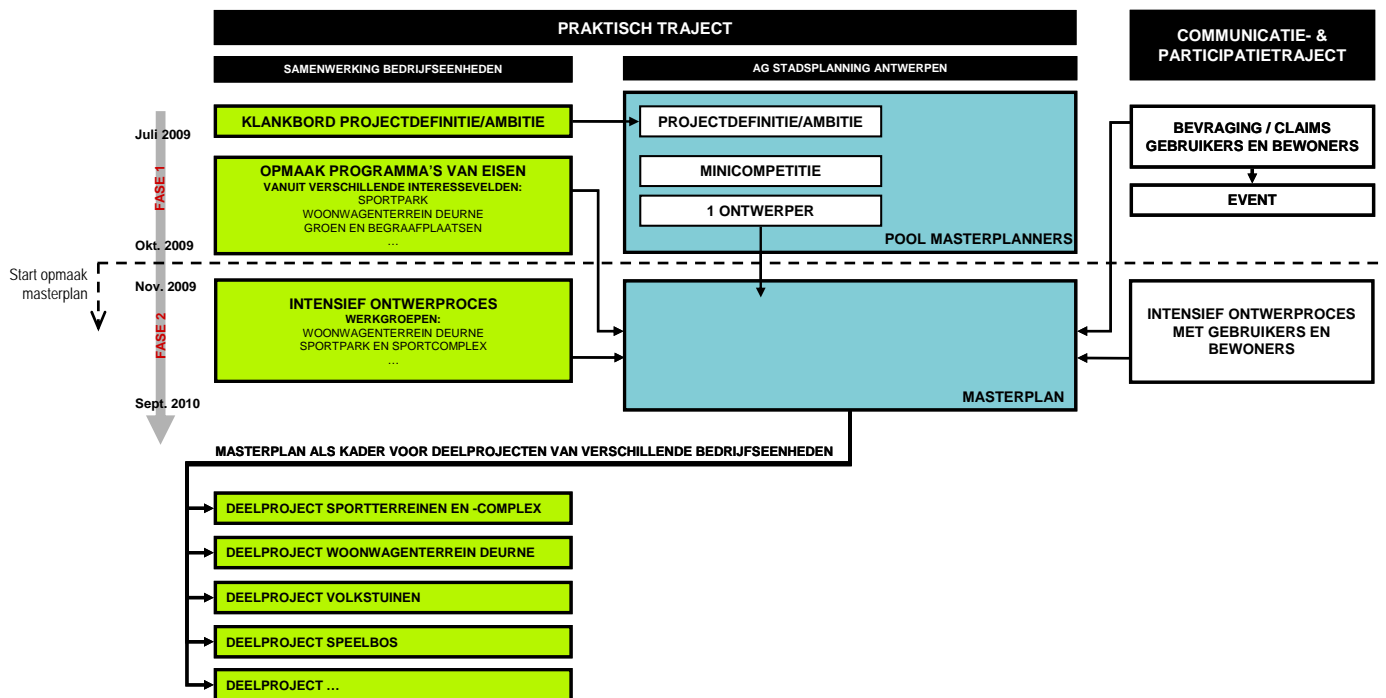 PRAKTISCH TRAJECT
COMMUNICATIE- &
PARTICIPATIETRAJECT
SAMENWERKING BEDRIJFSEENHEDEN
AG STADSPLANNING ANTWERPEN
Juli 2009
FASE 1
Okt. 2009
Start opmaak
masterplan
Nov. 2009
FASE 2
Sept. 2010
KLANKBORD PROJECTDEFINITIE/AMBITIE
OPMAAK PROGRAMMA'S VAN EISEN
VANUIT VERSCHILLENDE INTERESSEVELDEN:
SPORTPARK
WOONWAGENTERREIN DEURNE
GROEN EN BEGRAAFPLAATSEN
...
PROJECTDEFINITIE/AMBITIE
MINICOMPETITIE
1 ONTWERPER
POOL MASTERPLANNERS
BEVRAGING / CLAIMS
GEBRUIKERS EN BEWONERS
EVENT
INTENSIEF ONTWERPROCES
WERKGROEPEN:
WOONWAGENTERREIN DEURNE
SPORTPARK EN SPORTCOMPLEX
...
MASTERPLAN
INTENSIEF ONTWERPROCES
MET GEBRUIKERS EN
BEWONERS
MASTERPLAN ALS KADER VOOR DEELPROJECTEN VAN VERSCHILLENDE BEDRIJFSEENHEDEN
DEELPROJECT SPORTTERREINEN EN -COMPLEX
DEELPROJECT WOONWAGENTERREIN DEURNE
DEELPROJECT VOLKSTUINEN
DEELPROJECT SPEELBOS
DEELPROJECT ...